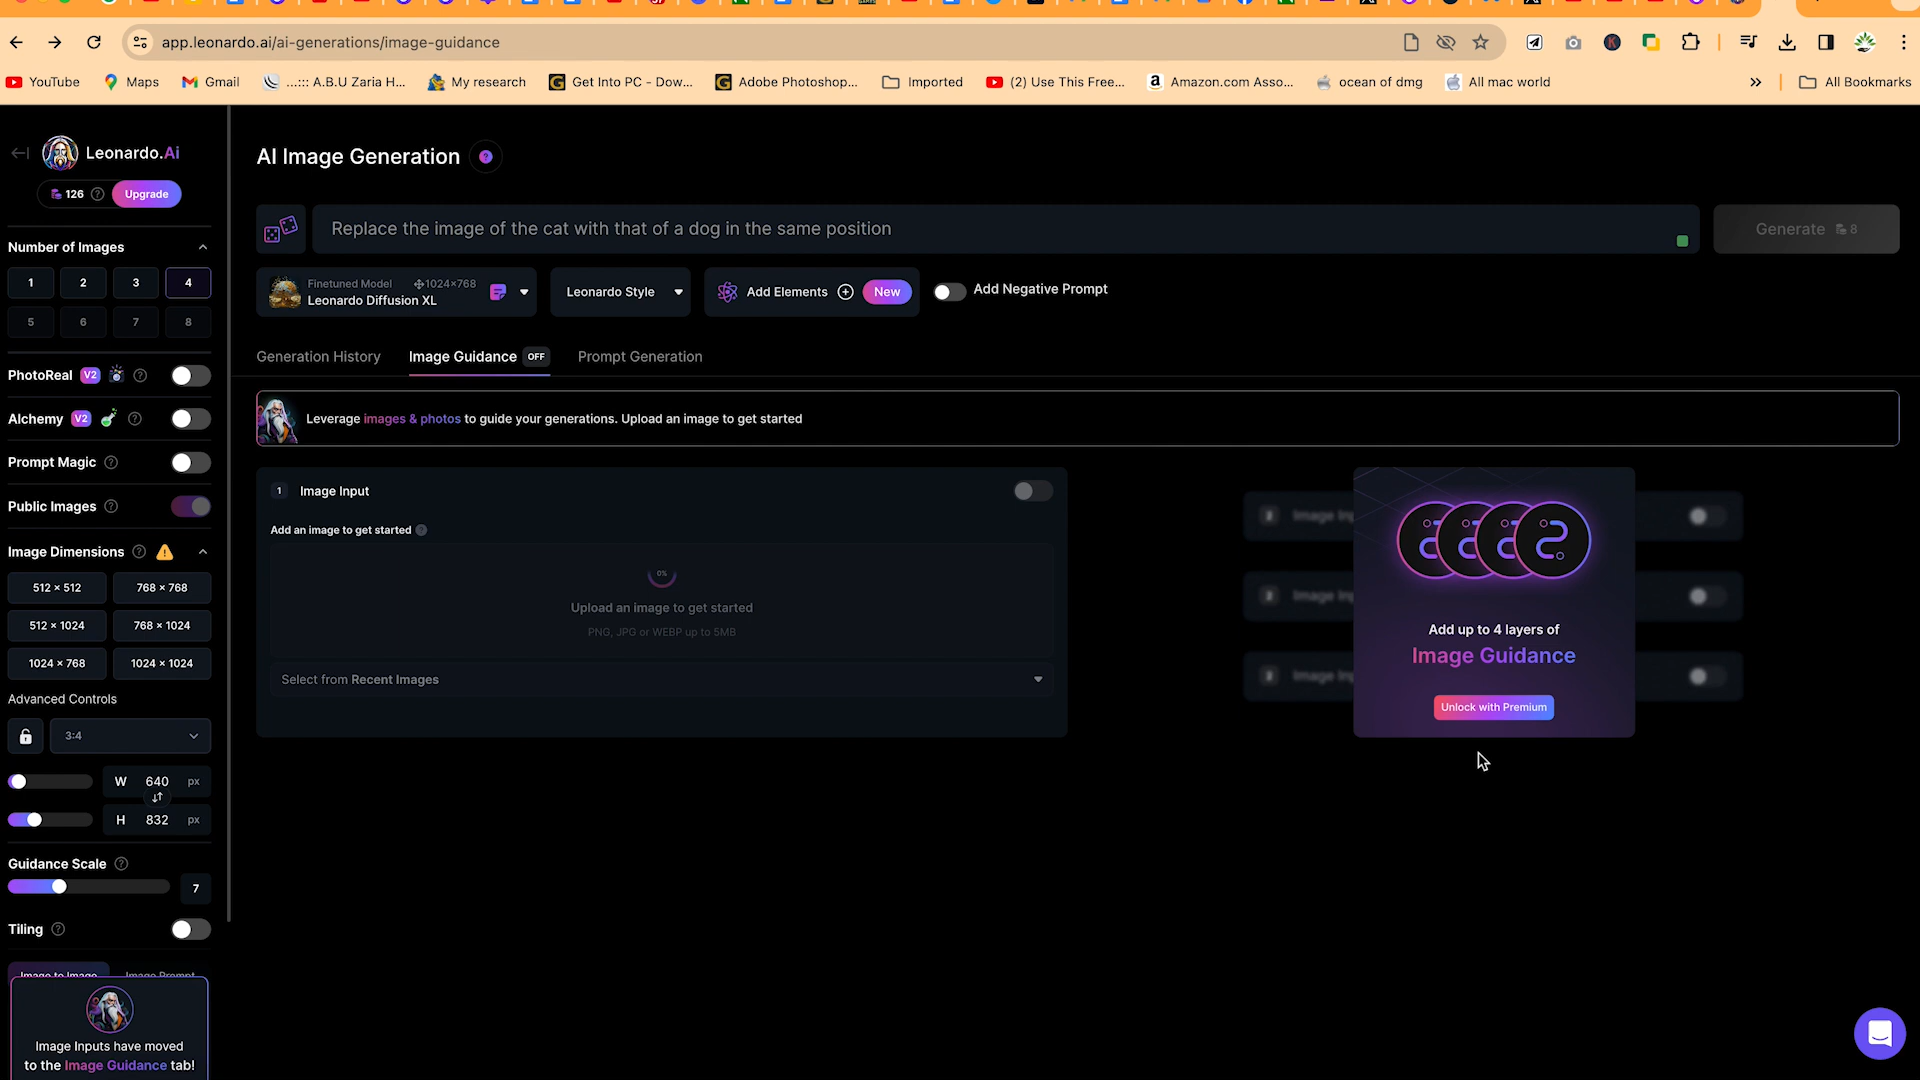 app.leonardo.ai/ai-generations/image-guidance
YouTube
Maps
Gmail
...::: A.B.U Zaria H...
My research
Get Into PC - Dow...
Adobe Photoshop...
Imported
(2) Use This Free...
Amazon.com Asso...
ocean of dmg
All mac world
All Bookmarks
Leonardo.Ai
126
Upgrade
AI Image Generation
Replace the image of the cat with that of a dog in the same position
Generate 8
Finetuned Model 1024×768
Leonardo Diffusion XL
Leonardo Style
Add Elements
New
Add Negative Prompt
Number of Images
1 2 3 4
5 6 7 8
Generation History
Image Guidance OFF
Prompt Generation
PhotoReal V2
Alchemy V2
Prompt Magic
Public Images
Leverage images & photos to guide your generations. Upload an image to get started
1 Image Input
Add an image to get started
0%
Upload an image to get started
PNG, JPG or WEBP up to 5MB
Select from Recent Images
Add up to 4 layers of
Image Guidance
Unlock with Premium
Image Dimensions
512 × 512 768 × 768
512 × 1024 768 × 1024
1024 × 768 1024 × 1024
Advanced Controls
3:4
W 640 px
H 832 px
Guidance Scale
7
Tiling
Image to Image Image Prompt
Image Inputs have moved
to the Image Guidance tab!